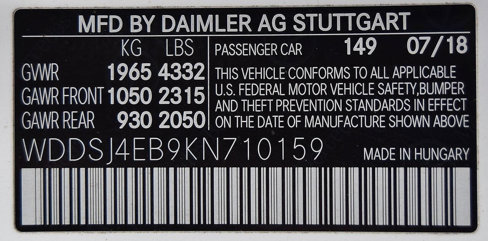 MFD BY DAIMLER AG STUTTGART
KG LBS
GVWR 1965 4332
GAWR FRONT 1050 2315
GAWR REAR 930 2050
PASSENGER CAR 149 07/18
THIS VEHICLE CONFORMS TO ALL APPLICABLE
U.S. FEDERAL MOTOR VEHICLE SAFETY, BUMPER
AND THEFT PREVENTION STANDARDS IN EFFECT
ON THE DATE OF MANUFACTURE SHOWN ABOVE
WDDSJ4EB9KN710159 MADE IN HUNGARY